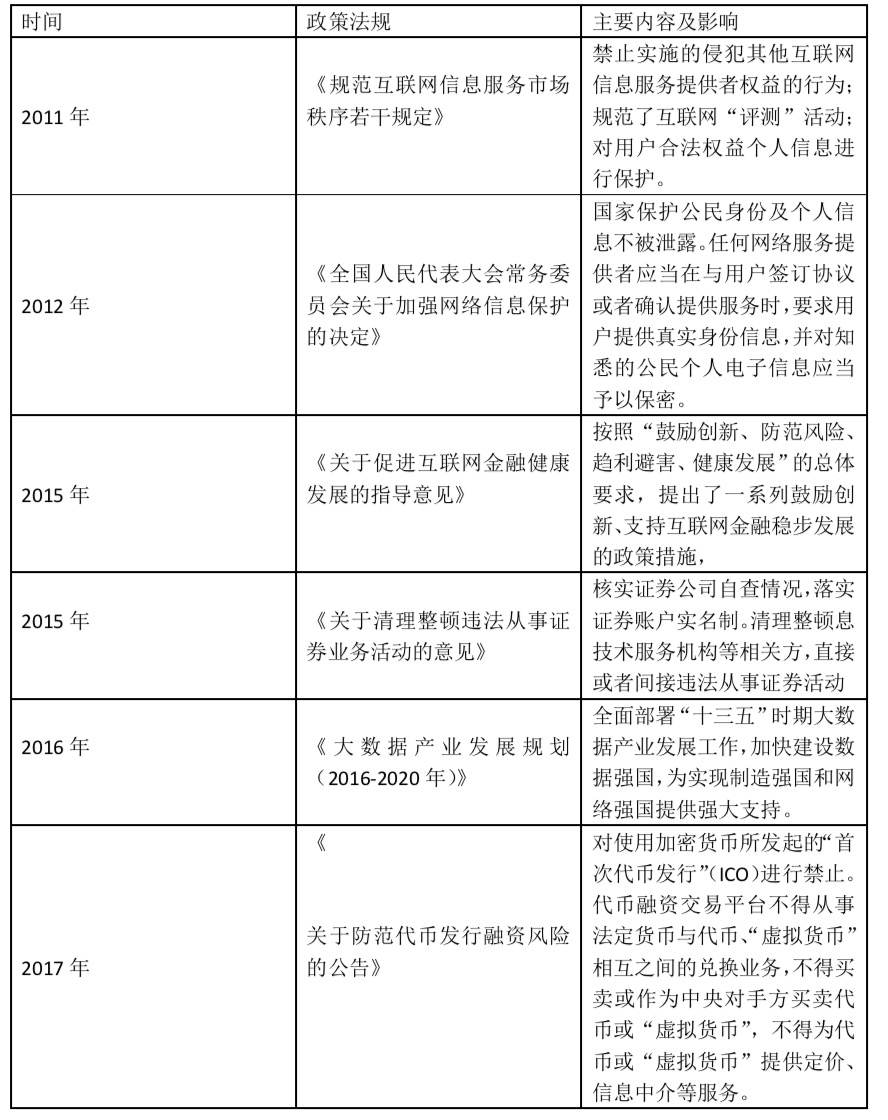 时间 政策法规 主要内容及影响
2011 年
《规范互联网信息服务市场
秩序若干规定》
禁止实施的侵犯其他互联网
信息服务提供者权益的行为；
规范了互联网“评测”活动；
对用户合法权益个人信息进
行保护。
2012 年
《全国人民代表大会常务委
员会关于加强网络信息保护
的决定》
国家保护公民身份及个人信
息不被泄露。任何网络服务提
供者应当在与用户签订协议
或者确认提供服务时，要求用
户提供真实身份信息，并对知
悉的公民个人电子信息应当
予以保密。
2015 年
《关于促进互联网金融健康
发展的指导意见》
按照“鼓励创新、防范风险、
趋利避害、健康发展”的总体
要求，提出了一系列鼓励创
新、支持互联网金融稳步发展
的政策措施，
2015 年
《关于清理整顿违法从事证
券业务活动的意见》
核实证券公司自查情况，落实
证券账户实名制。清理整顿息
技术服务机构等相关方，直接
或者间接违法从事证券活动
2016 年
《大数据产业发展规划
（2016-2020 年）》
全面部署“十三五”时期大数
据产业发展工作，加快建设数
据强国，为实现制造强国和网
络强国提供强大支持。
2017 年
《
关于防范代币发行融资风险
的公告》
对使用加密货币所发起的“首
次代币发行”（ICO）进行禁止。
代币融资交易平台不得从事
法定货币与代币、“虚拟货币”
相互之间的兑换业务，不得买
卖或作为中央对手方买卖代
币或“虚拟货币”，不得为代
币或“虚拟货币”提供定价、
信息中介等服务。